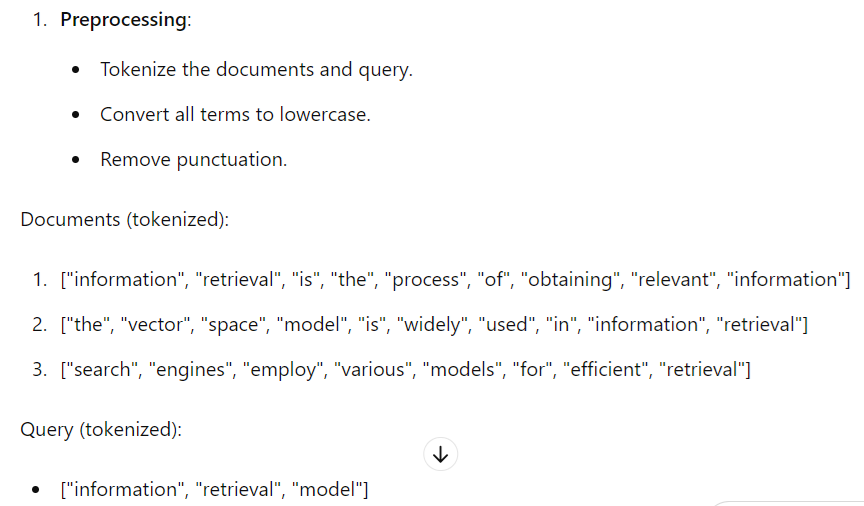 1. Preprocessing:
• Tokenize the documents and query.
• Convert all terms to lowercase.
• Remove punctuation.
Documents (tokenized):
1. ["information", "retrieval", "is", "the", "process", "of", "obtaining", "relevant", "information"]
2. ["the", "vector", "space", "model", "is", "widely", "used", "in", "information", "retrieval"]
3. ["search", "engines", "employ", "various", "models", "for", "efficient", "retrieval"]
Query (tokenized):
• ["information", "retrieval", "model"]